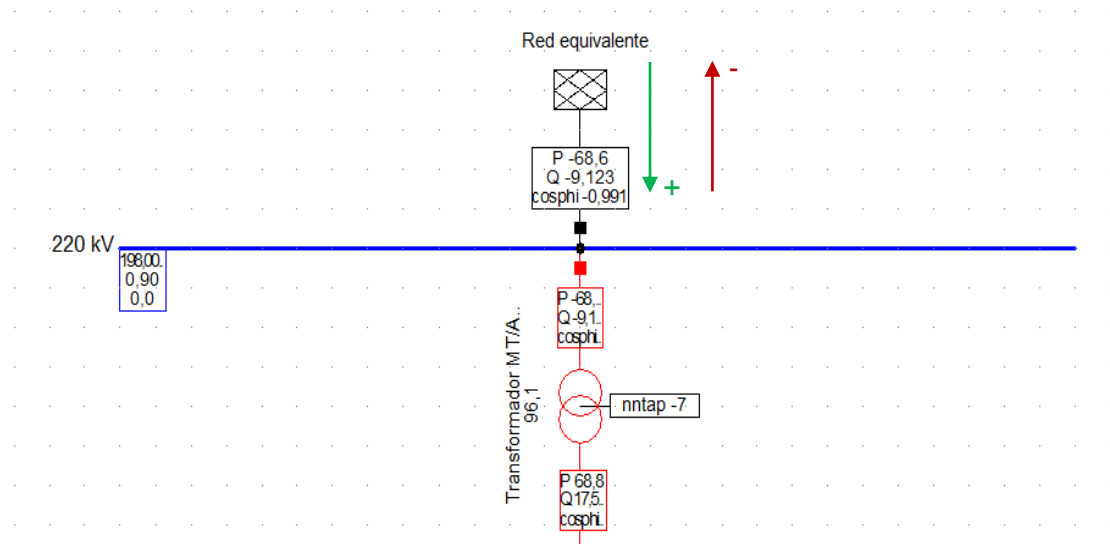 Red equivalente
-
P -68,6
Q -9,123
cosphi -0,991
+
220 kV
198,00..
0,90
0,0
P -68,..
Q -9,1..
cosphi..
Transformador MT/A..
96,1
nntap -7
P 68,8
Q 17,5..
cosphi..